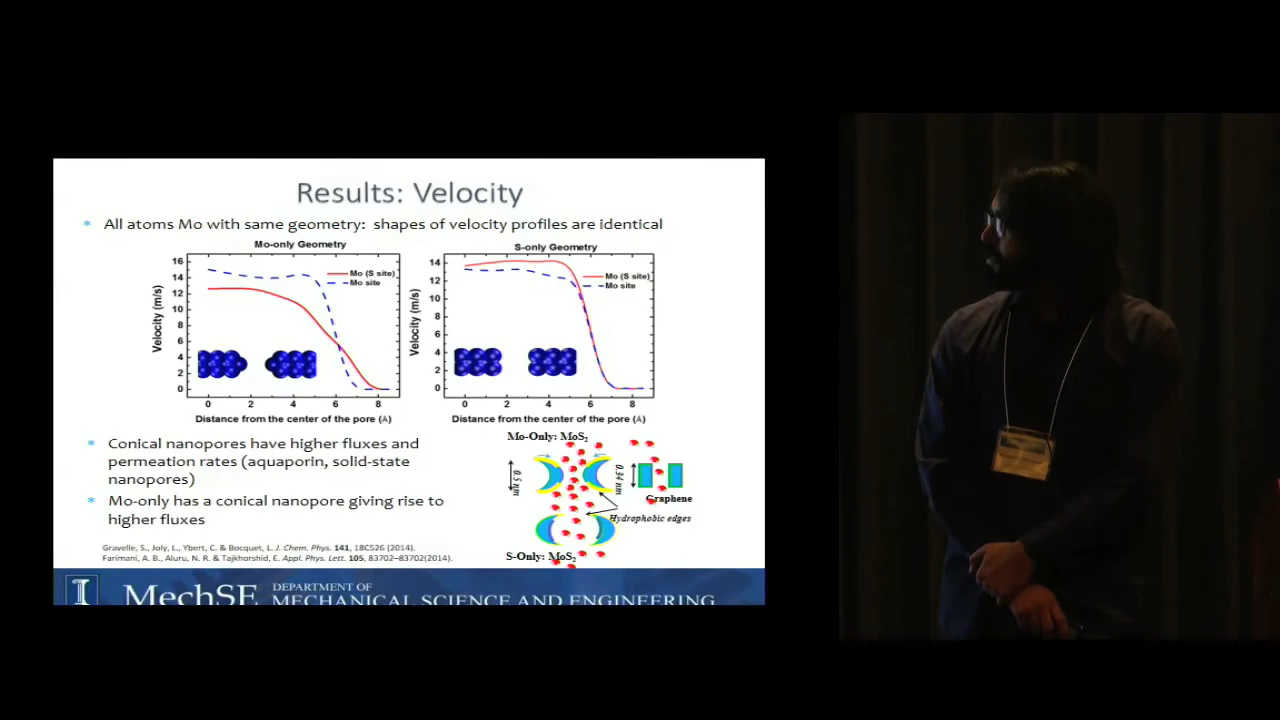 Results: Velocity
* All atoms Mo with same geometry: shapes of velocity profiles are identical
Mo-only Geometry
Velocity (m/s)
16
14
12
10
8
6
4
2
0
Mo (S site)
Mo site
0 2 4 6 8
Distance from the center of the pore (Å)
S-only Geometry
Velocity (m/s)
14
12
10
8
6
4
2
0
Mo (S site)
Mo site
0 2 4 6 8
Distance from the center of the pore (Å)
* Conical nanopores have higher fluxes and
permeation rates (aquaporin, solid-state
nanopores)
* Mo-only has a conical nanopore giving rise to
higher fluxes
Mo-Only: MoS2
0.5 nm
0.34 nm
Graphene
Hydrophobic edges
S-Only: MoS2
Gravelle, S., Joly, L., Ybert, C. & Bocquet, L. J. Chem. Phys. 141, 18C526 (2014).
Farimani, A. B., Aluru, N. R. & Tajkhorshid, E. Appl. Phys. Lett. 105, 83702–83702(2014).
I
MechSE
DEPARTMENT OF
MECHANICAL SCIENCE AND ENGINEERING